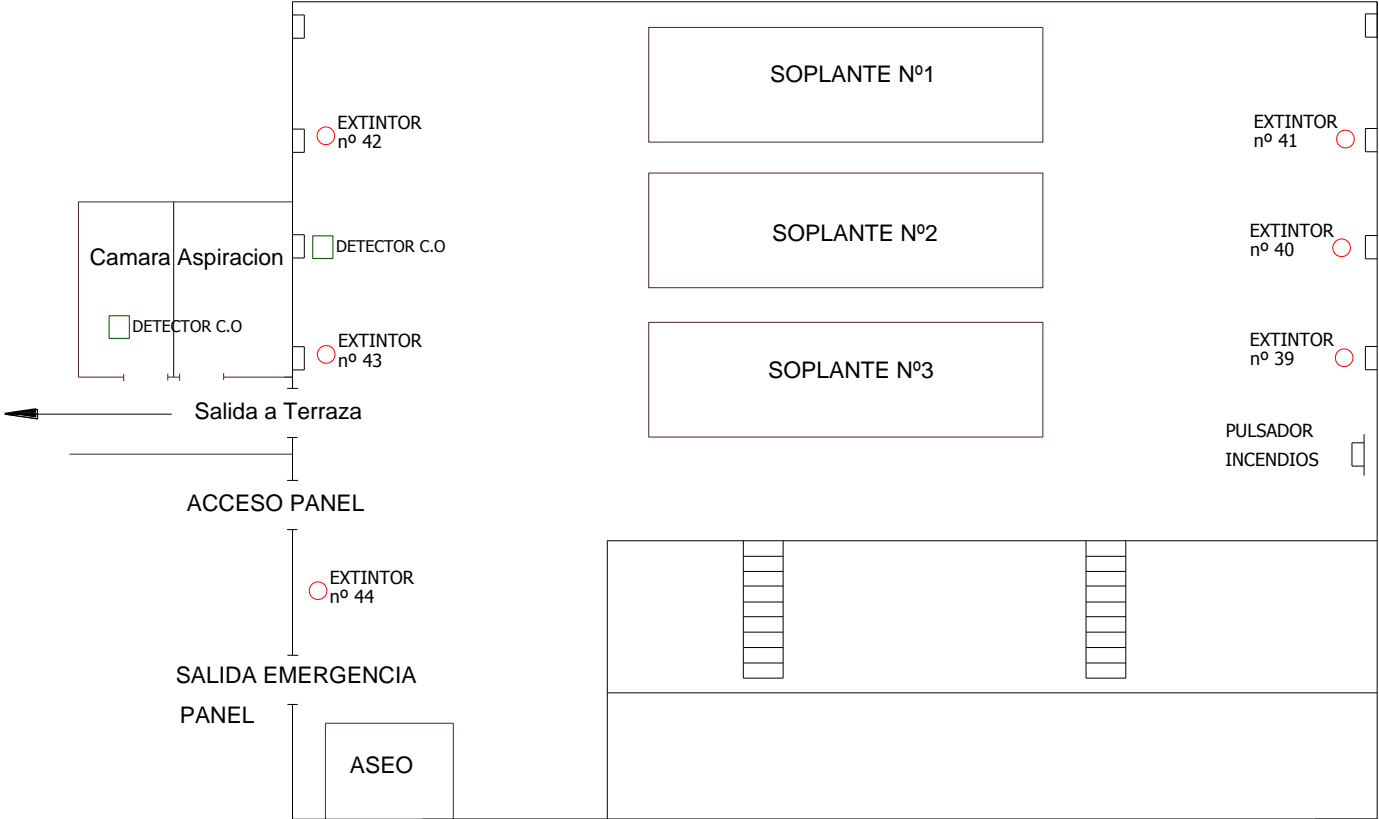 SOPLANTE Nº1
EXTINTOR
nº 42
EXTINTOR
nº 41
SOPLANTE Nº2
EXTINTOR
nº 40
DETECTOR C.O
Camara Aspiracion
DETECTOR C.O
EXTINTOR
nº 43
EXTINTOR
nº 39
SOPLANTE Nº3
Salida a Terraza
PULSADOR
INCENDIOS
ACCESO PANEL
EXTINTOR
nº 44
SALIDA EMERGENCIA
PANEL
ASEO